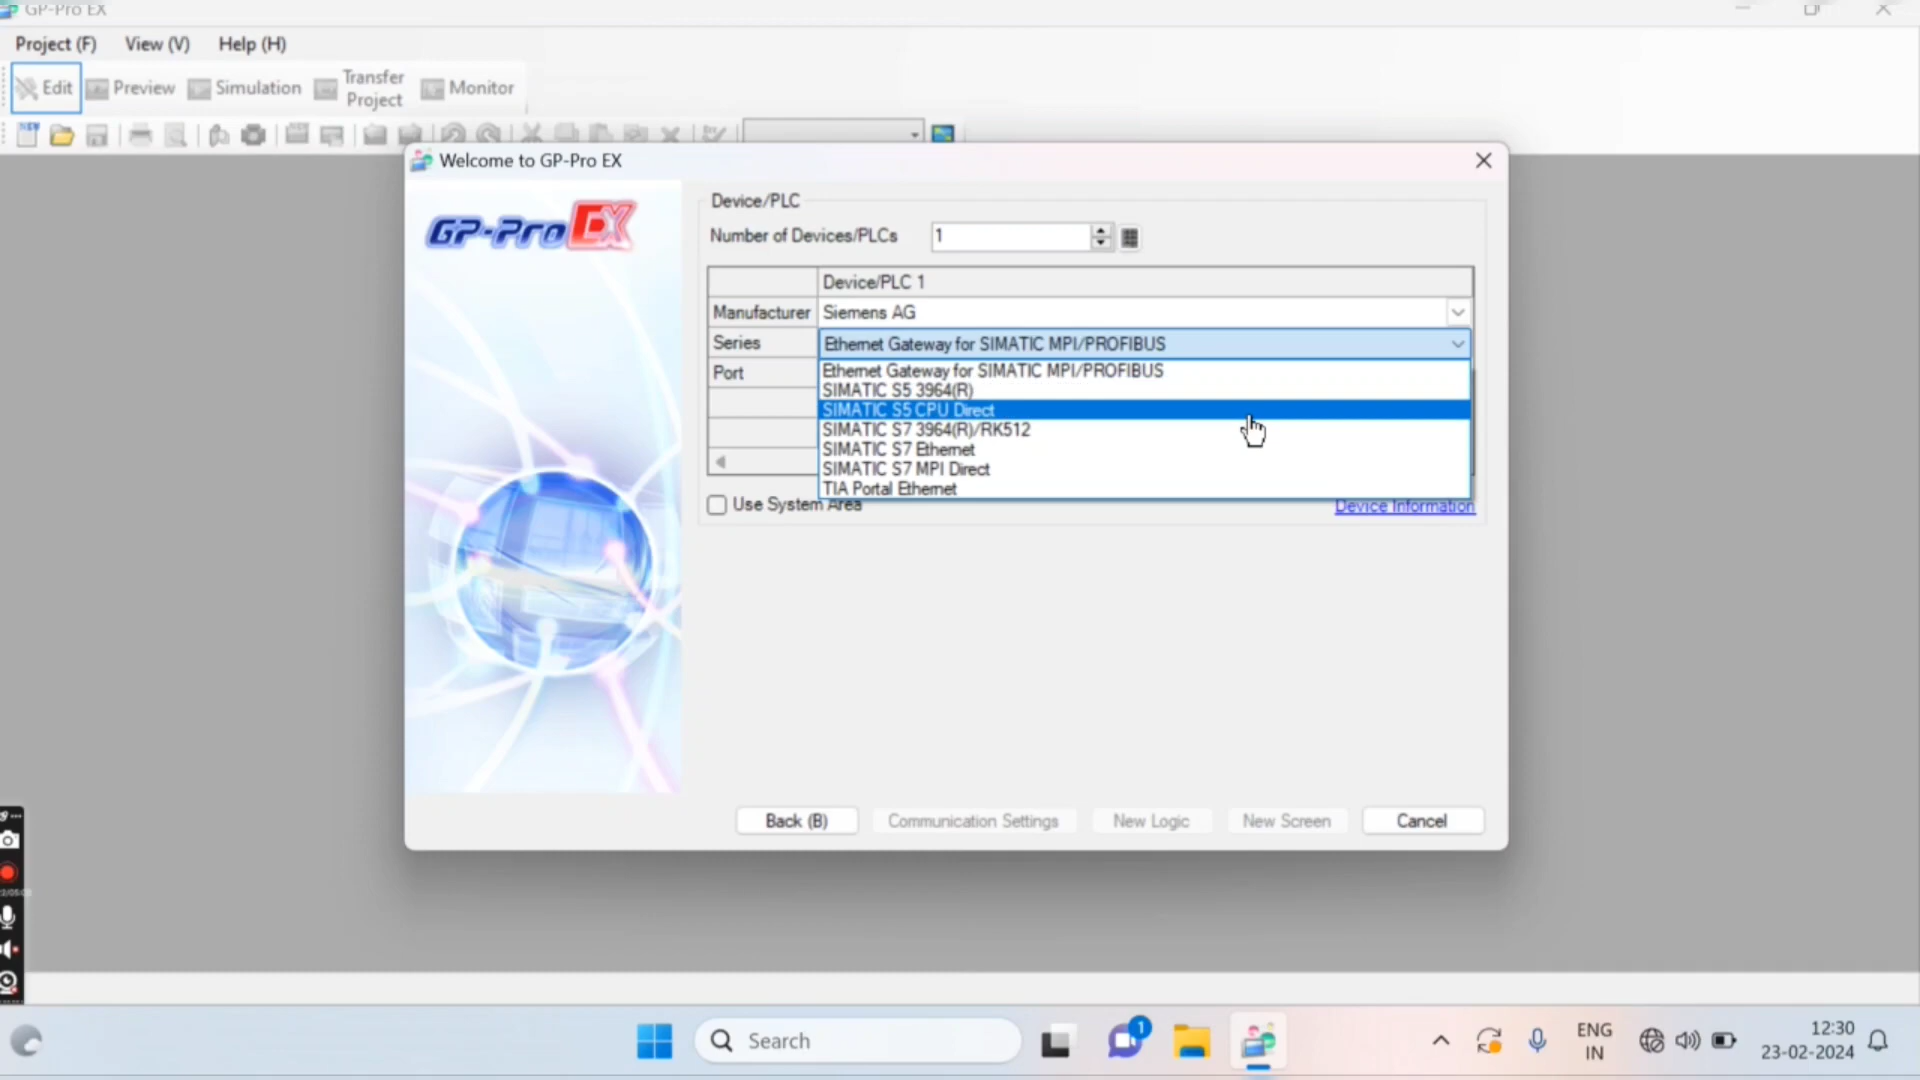 GP-Pro EX
Project (F) View (V) Help (H)
Edit Preview Simulation Transfer Project Monitor
NEW
Welcome to GP-Pro EX
GP-Pro EX
Device/PLC
Number of Devices/PLCs 1
Device/PLC 1
Manufacturer Siemens AG
Series Ethernet Gateway for SIMATIC MPI/PROFIBUS
Port
Ethernet Gateway for SIMATIC MPI/PROFIBUS
SIMATIC S5 3964(R)
SIMATIC S5 CPU Direct
SIMATIC S7 3964(R)/RK512
SIMATIC S7 Ethernet
SIMATIC S7 MPI Direct
TIA Portal Ethernet
Use System Area
Device Information
Back (B) Communication Settings New Logic New Screen Cancel
Search
1
ENG
IN
12:30
23-02-2024